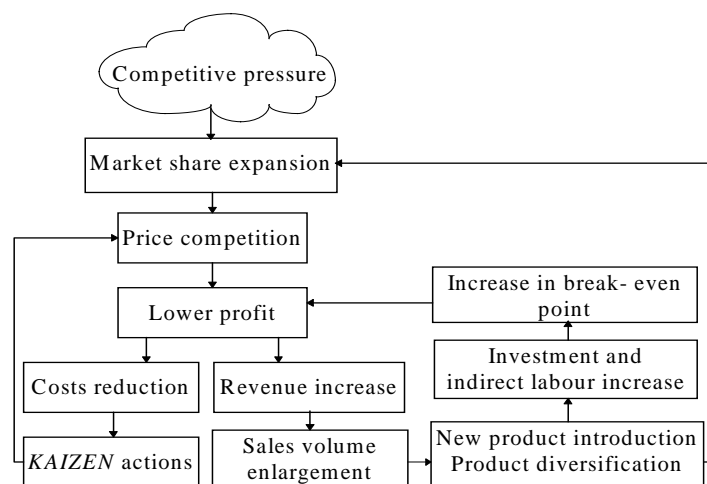 Competitive pressure
Market share expansion
Price competition
Lower profit
Increase in break- even
point
Costs reduction
Revenue increase
Investment and
indirect labour increase
KAIZEN actions
Sales volume
enlargement
New product introduction
Product diversification